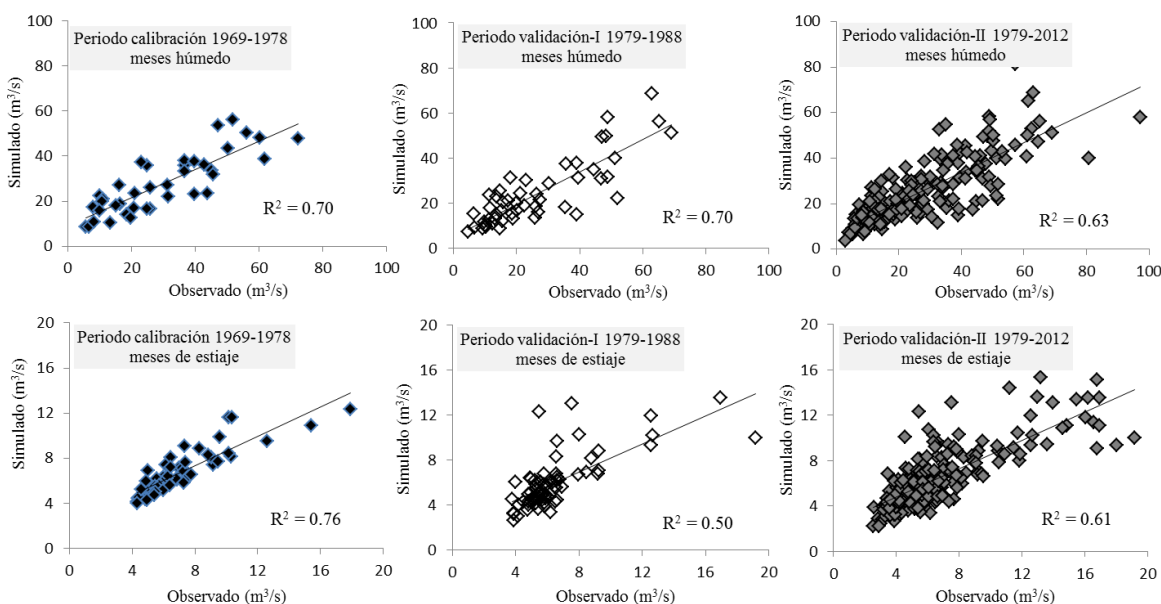 Periodo calibración 1969-1978
meses húmedo
Simulado (m³/s)
100
80
60
40
20
0
R² = 0.70
0 20 40 60 80 100
Observado (m³/s)
Periodo validación-I 1979-1988
meses húmedo
Simulado (m³/s)
100
80
60
40
20
0
R² = 0.70
0 20 40 60 80 100
Observado (m³/s)
Periodo validación-II 1979-2012
meses húmedo
Simulado (m³/s)
100
80
60
40
20
0
R² = 0.63
0 20 40 60 80 100
Observado (m³/s)
Periodo calibración 1969-1978
meses de estiaje
Simulado (m³/s)
20
16
12
8
4
0
R² = 0.76
0 4 8 12 16 20
Observado (m³/s)
Periodo validación-I 1979-1988
meses de estiaje
Simulado (m³/s)
20
16
12
8
4
0
R² = 0.50
0 4 8 12 16 20
Observado (m³/s)
Periodo validación-II 1979-2012
meses de estiaje
Simulado (m³/s)
20
16
12
8
4
0
R² = 0.61
0 4 8 12 16 20
Observado (m³/s)